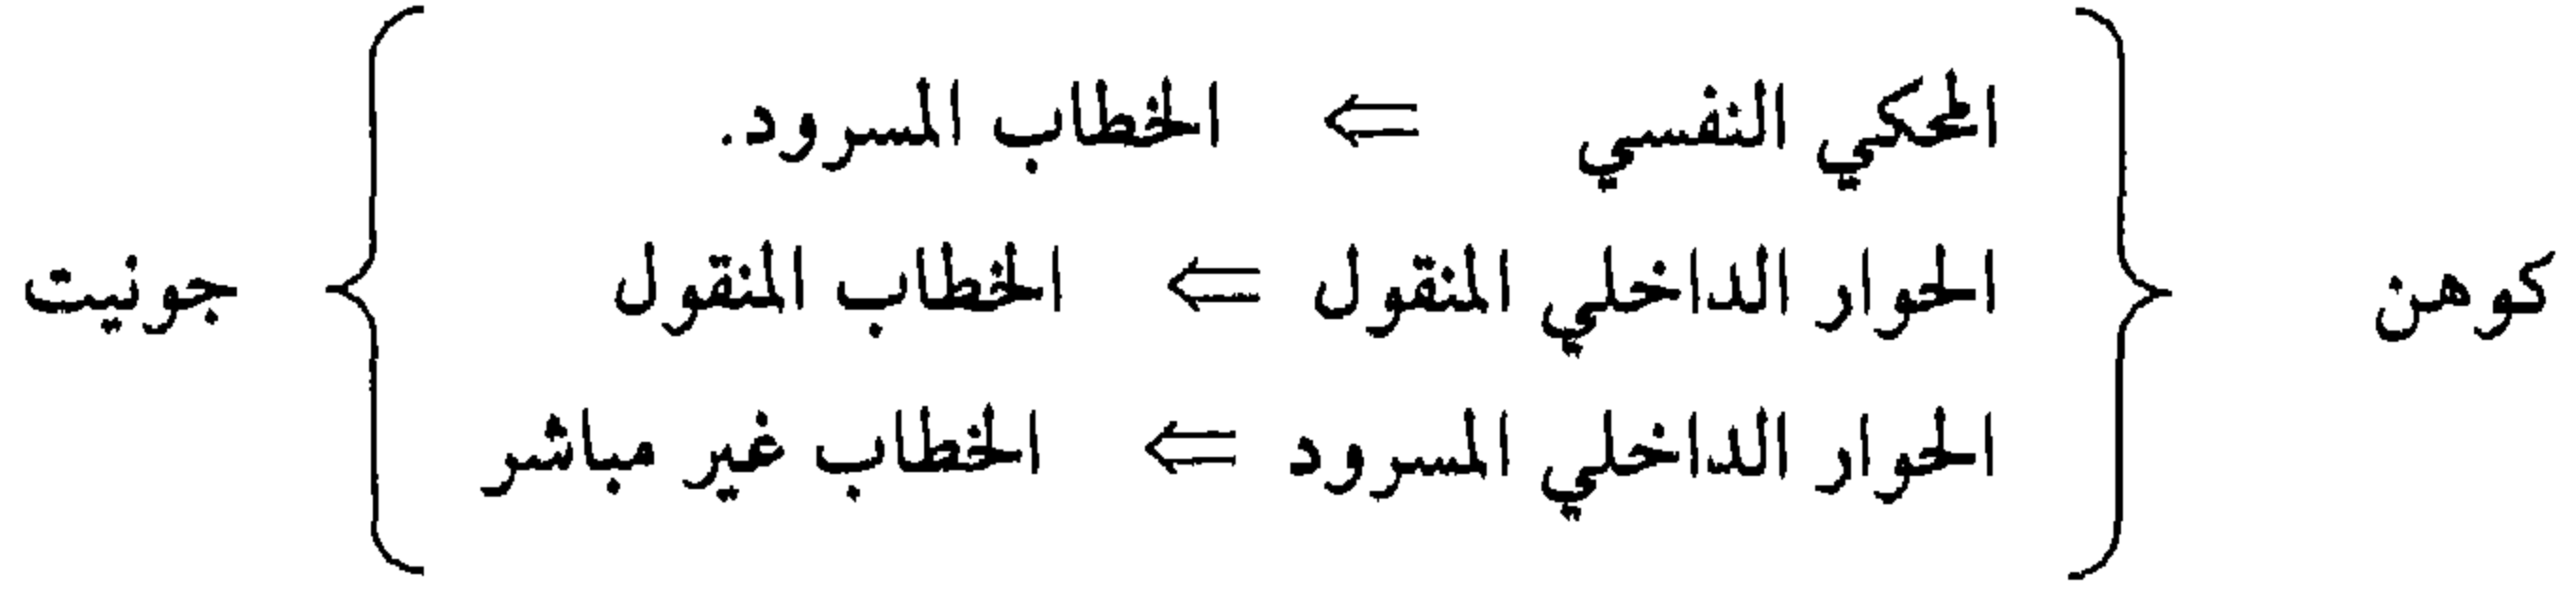 المحكي النفسي ⇐ الخطاب المسرود.
كوهن الحوار الداخلي المنقول ⇐ الخطاب المنقول جونيت
الحوار الداخلي المسرود ⇐ الخطاب غير مباشر